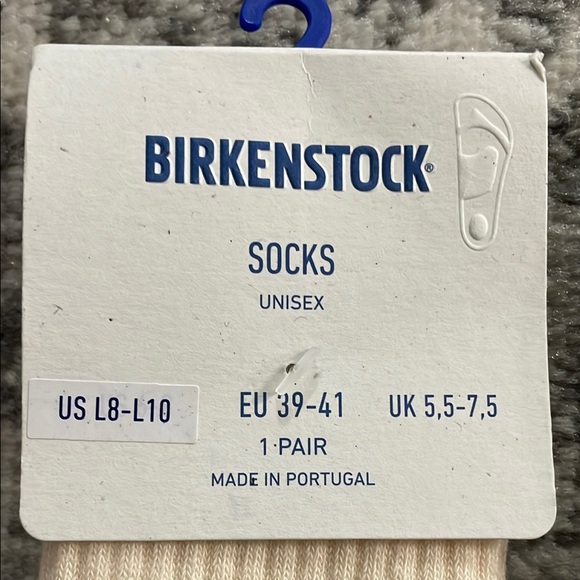 BIRKENSTOCK®
SOCKS
UNISEX
US L8-L10 EU 39-41 UK 5,5-7,5
1 PAIR
MADE IN PORTUGAL